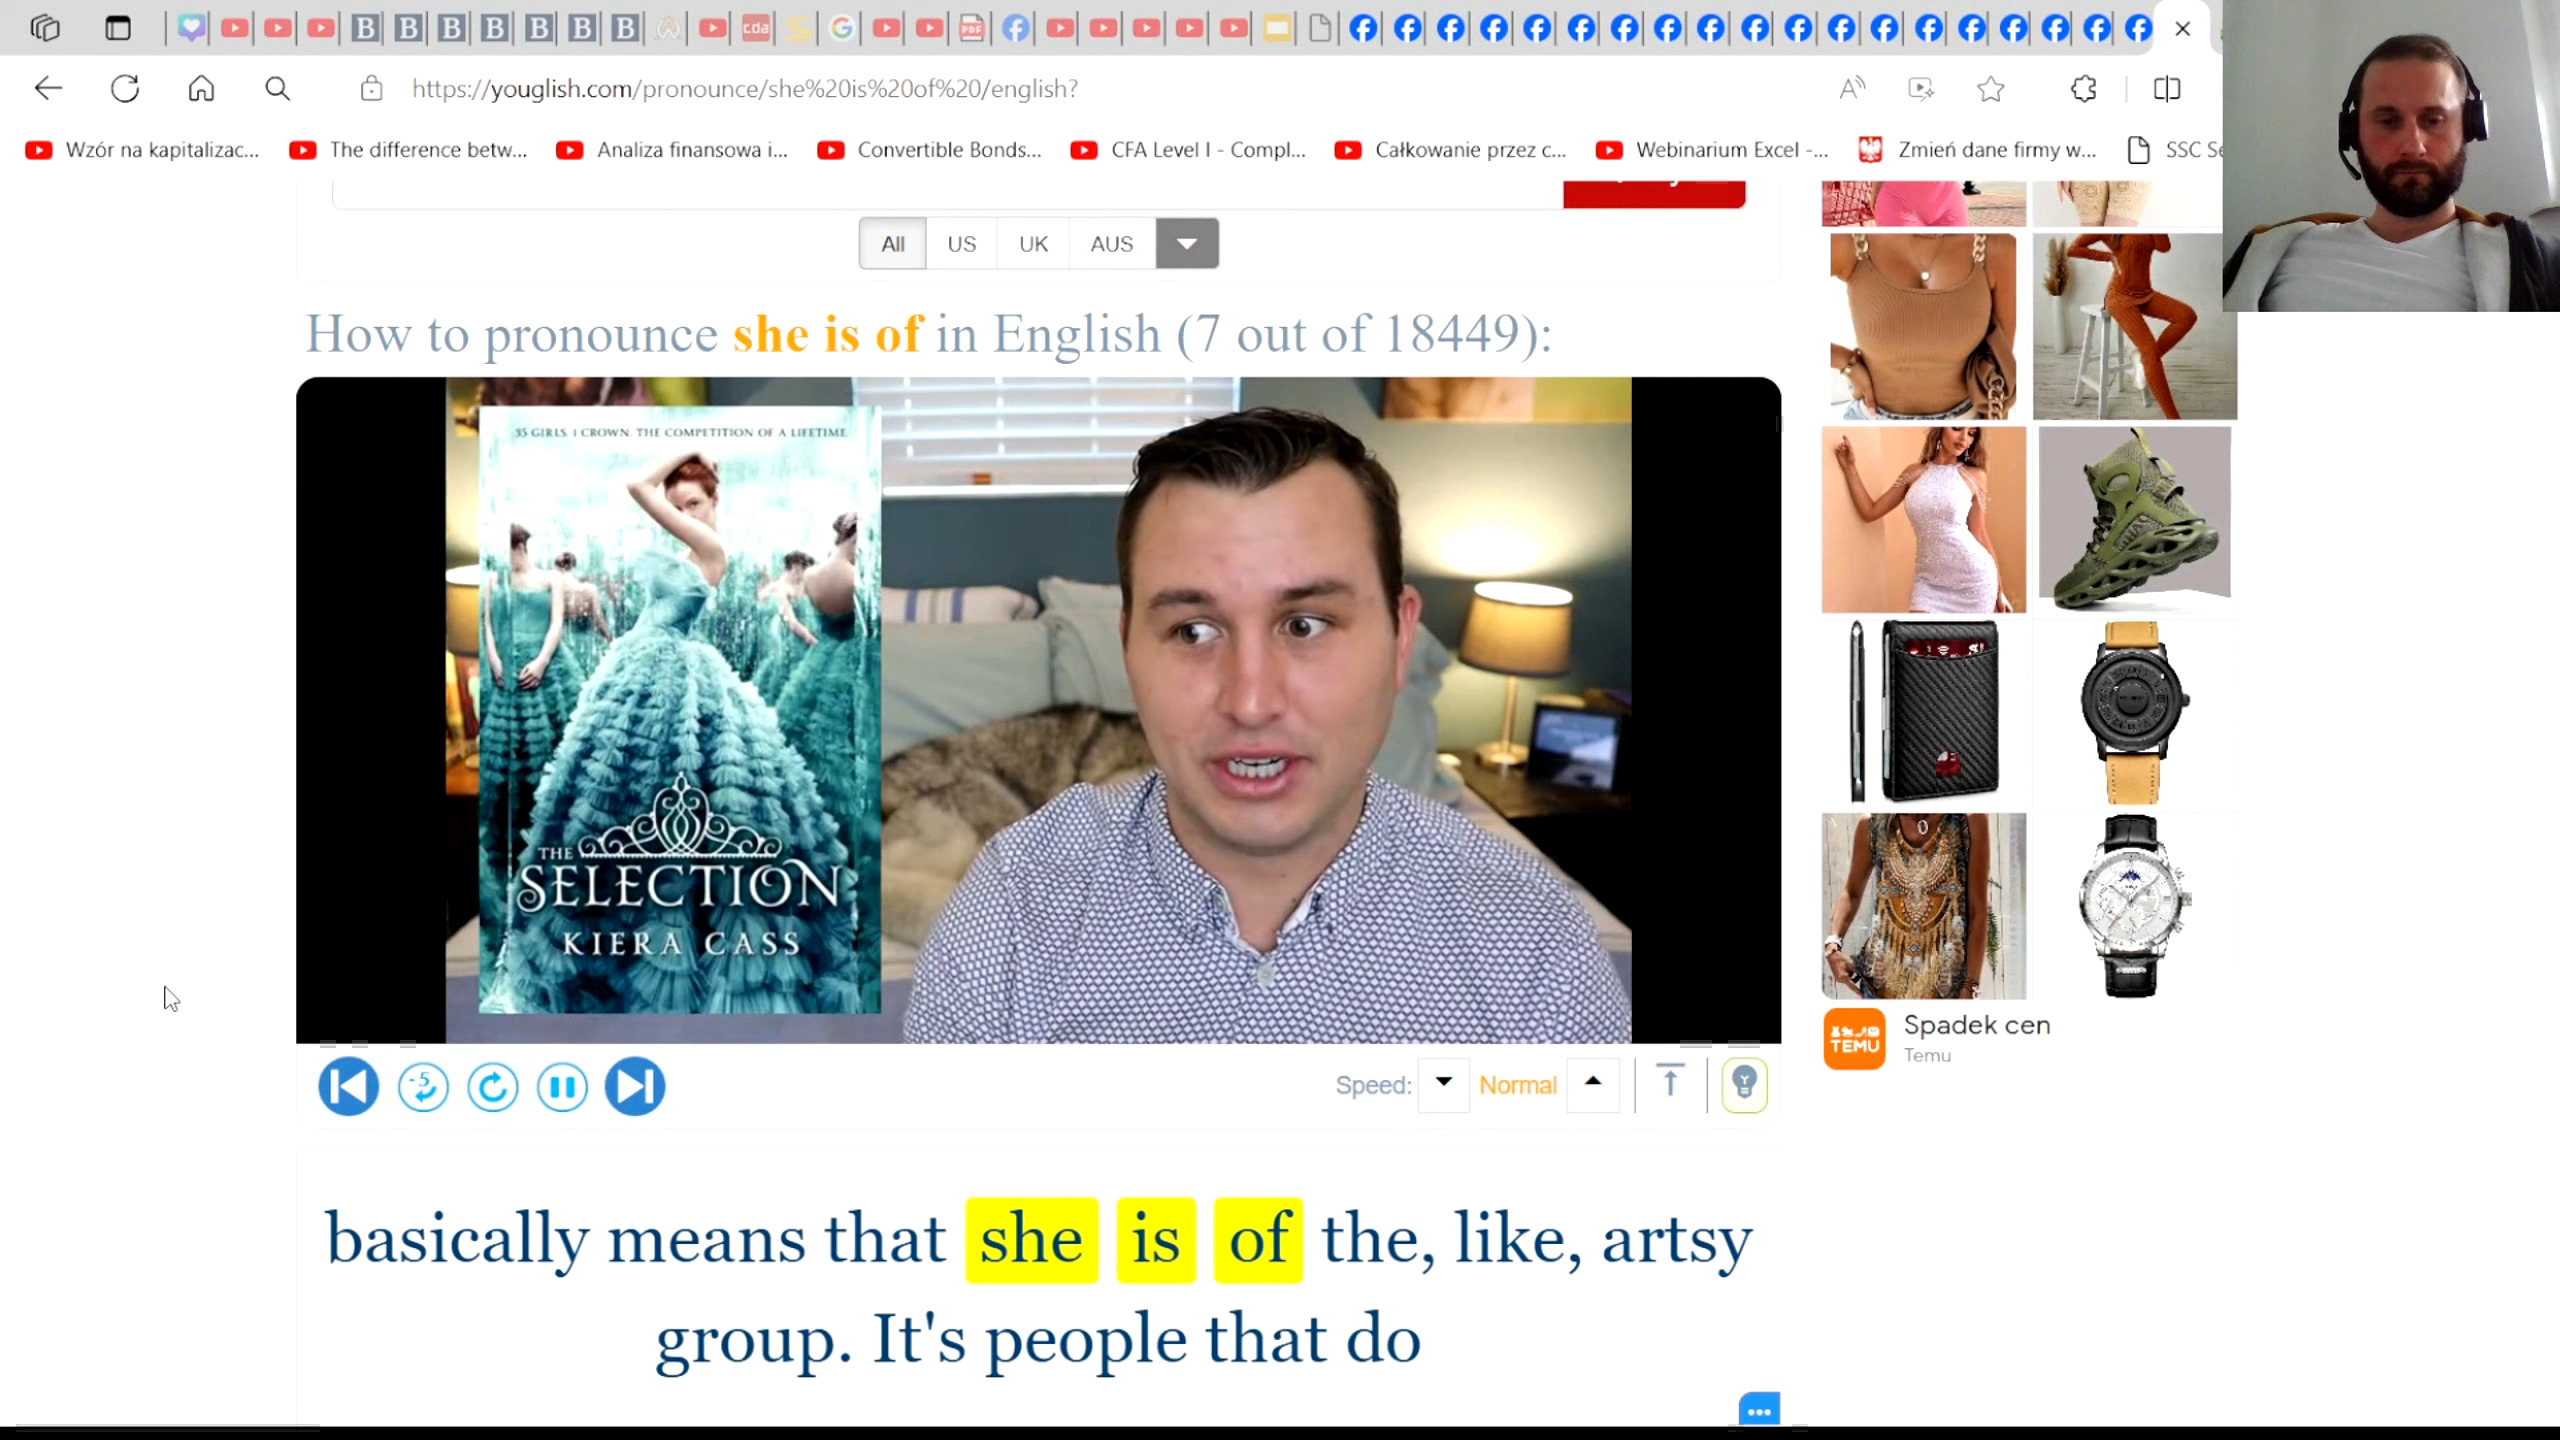 https://youglish.com/pronounce/she%20is%20of%20/english?
Wzór na kapitalizac...
The difference betw...
Analiza finansowa i...
Convertible Bonds...
CFA Level I - Compl...
Całkowanie przez c...
Webinarium Excel -...
Zmień dane firmy w...
SSC Se
All
US
UK
AUS
How to pronounce she is of in English (7 out of 18449):
35 GIRLS. 1 CROWN. THE COMPETITION OF A LIFETIME.
THE
SELECTION
KIERA CASS
-5
Speed:
Normal
TEMU
Spadek cen
Temu
basically means that she is of the, like, artsy
group. It's people that do